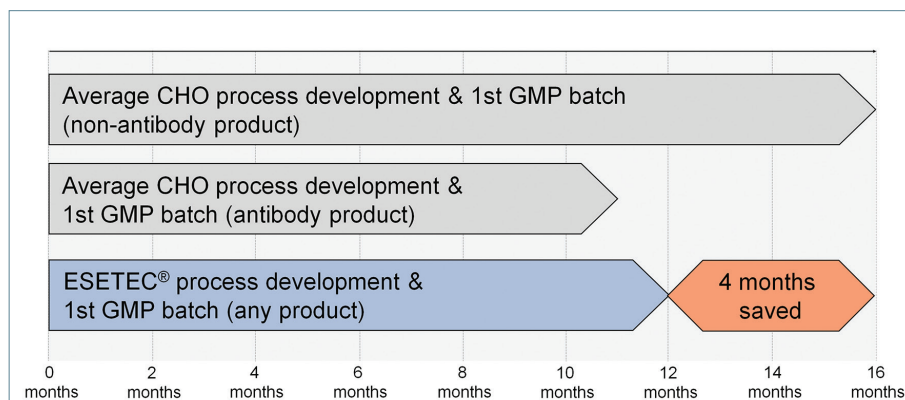 Average CHO process development & 1st GMP batch
(non-antibody product)
Average CHO process development &
1st GMP batch (antibody product)
ESETEC® process development &
1st GMP batch (any product)
4 months
saved
0 2 4 6 8 10 12 14 16
months months months months months months months months months